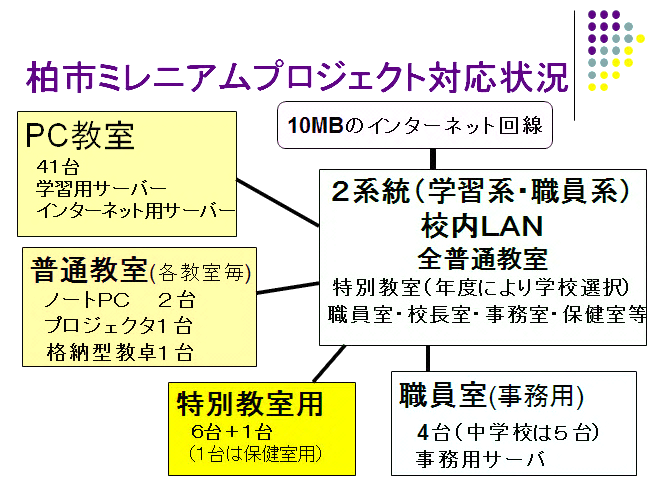 柏市ミレニアムプロジェクト対応状況
10MBのインターネット回線
PC教室
41台
学習用サーバー
インターネット用サーバー
2系統(学習系・職員系)
校内LAN
全普通教室
特別教室(年度により学校選択)
職員室・校長室・事務室・保健室等
普通教室(各教室毎)
ノートPC 2台
プロジェクタ1台
格納型教卓1台
特別教室用
6台+1台
(1台は保健室用)
職員室(事務用)
4台(中学校は5台)
事務用サーバ